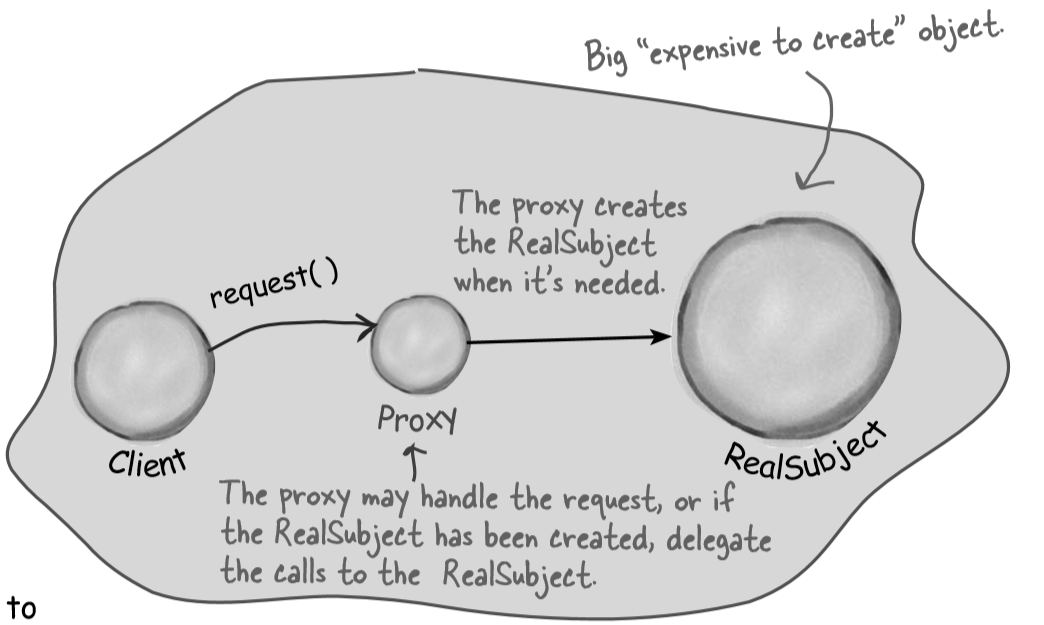 Big “expensive to create” object.
The proxy creates
the RealSubject
when it's needed.
request()
Proxy
Client
RealSubject
The proxy may handle the request, or if
the RealSubject has been created, delegate
the calls to the RealSubject.
to